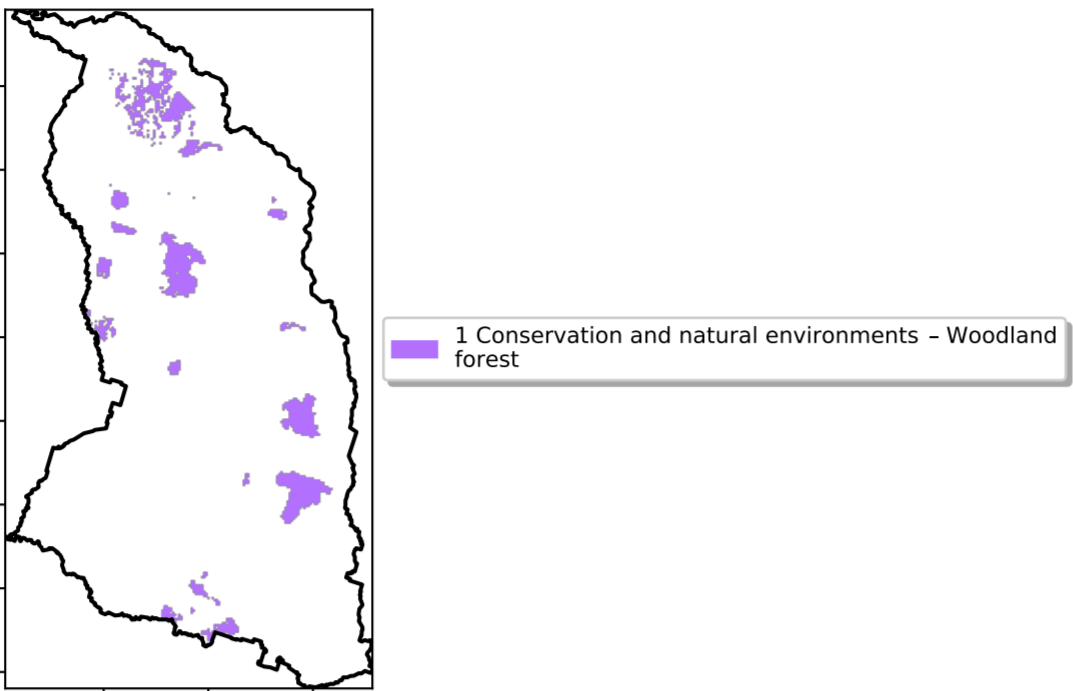 1 Conservation and natural environments – Woodland
forest